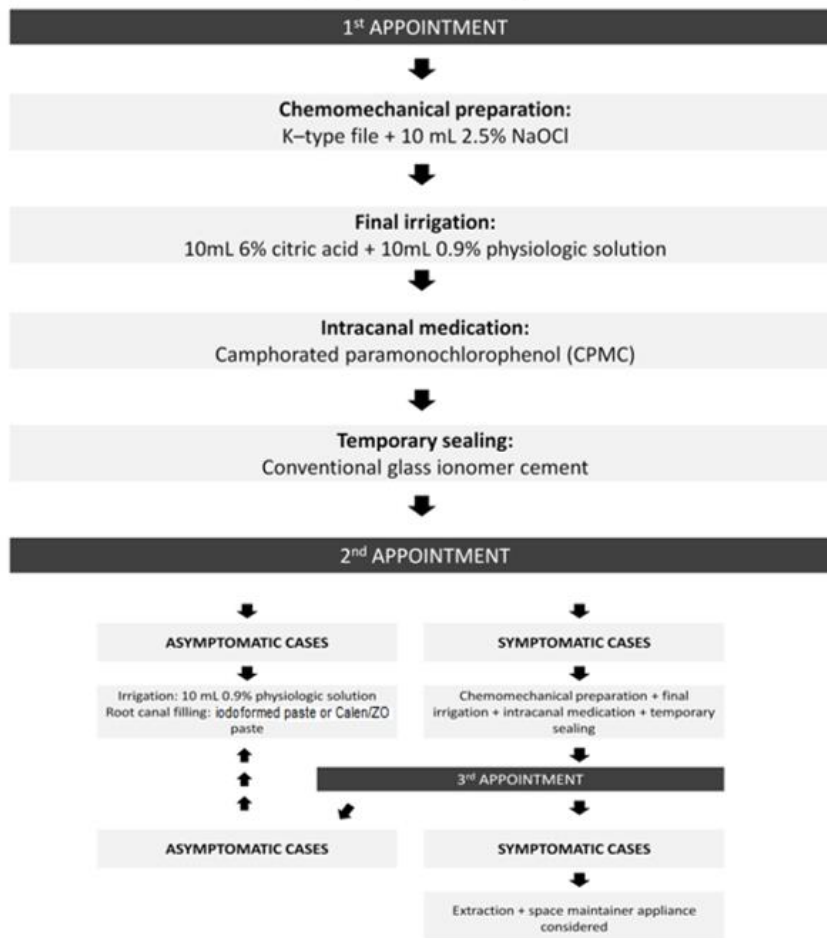 1st APPOINTMENT
Chemomechanical preparation:
K–type file + 10 mL 2.5% NaOCl
Final irrigation:
10mL 6% citric acid + 10mL 0.9% physiologic solution
Intracanal medication:
Camphorated paramonochlorophenol (CPMC)
Temporary sealing:
Conventional glass ionomer cement
2nd APPOINTMENT
ASYMPTOMATIC CASES
Irrigation: 10 mL 0.9% physiologic solution
Root canal filling: iodoformed paste or Calen/ZO
paste
SYMPTOMATIC CASES
Chemomechanical preparation + final
irrigation + intracanal medication + temporary
sealing
3rd APPOINTMENT
ASYMPTOMATIC CASES
SYMPTOMATIC CASES
Extraction + space maintainer appliance
considered